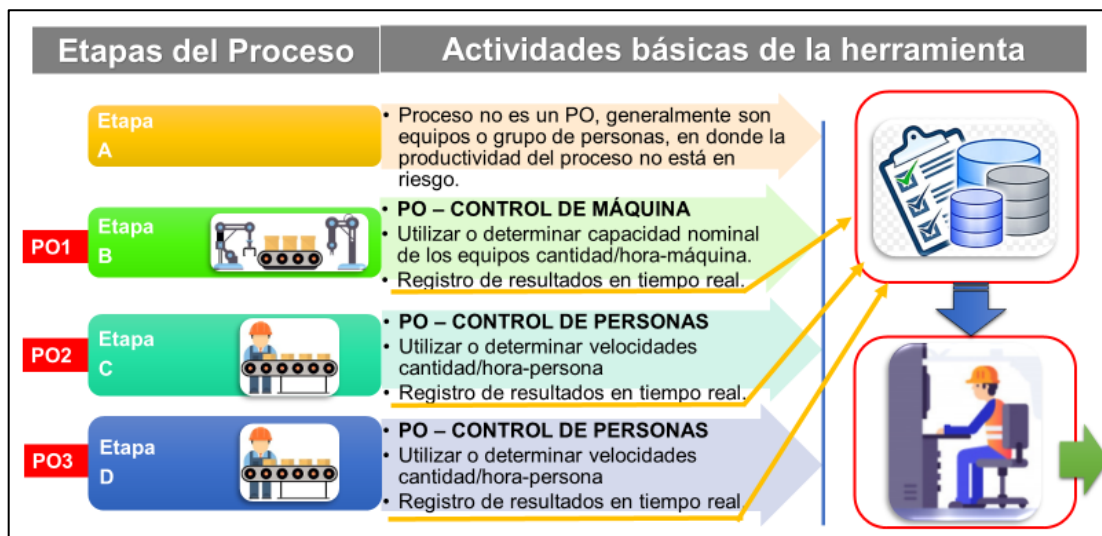 Etapas del Proceso
Actividades básicas de la herramienta
Etapa
A
• Proceso no es un PO, generalmente son
equipos o grupo de personas, en donde la
productividad del proceso no está en
riesgo.
PO1
Etapa
B
• PO – CONTROL DE MÁQUINA
• Utilizar o determinar capacidad nominal
de los equipos cantidad/hora-máquina.
• Registro de resultados en tiempo real.
PO2
Etapa
C
• PO – CONTROL DE PERSONAS
• Utilizar o determinar velocidades
cantidad/hora-persona
• Registro de resultados en tiempo real.
PO3
Etapa
D
• PO – CONTROL DE PERSONAS
• Utilizar o determinar velocidades
cantidad/hora-persona
• Registro de resultados en tiempo real.